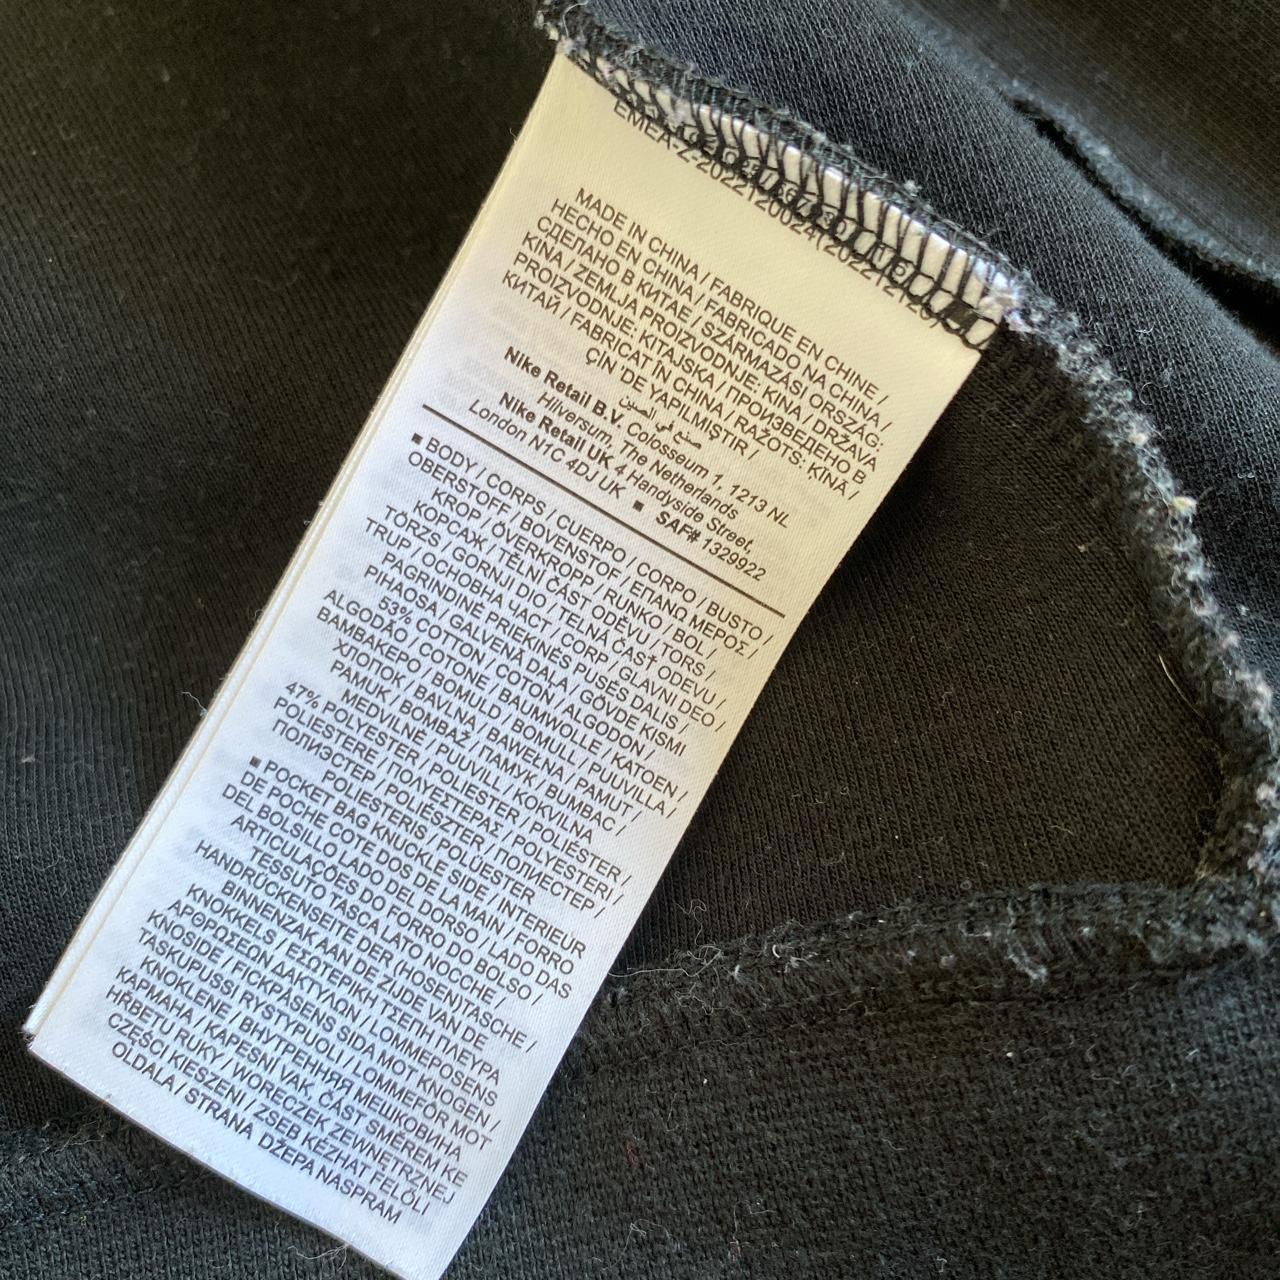 EMEA-Z-2022120024(20221212
MADE IN CHINA / FABRIQUE EN CHINE /
HECHO EN CHINA / FABRICADO NA CHINA /
СДЕЛАНО В КИТАЕ / SZÁRMAZÁSI ORSZÁG:
KÍNA / ZEMLJA PROIZVODNJE: KINA / DRŽAVA
PROIZVODNJE: KITAJSKA / ПРОИЗВЕДЕНО В
КИТАЙ / FABRICAT ÎN CHINA / RAŽOTS: ĶĪNĀ /
ÇİN 'DE YAPILMIŞTIR /
صنع في الصين
Nike Retail B.V. Colosseum 1, 1213 NL
Hilversum, The Netherlands
Nike Retail UK 4 Handyside Street,
London N1C 4DJ UK ■ SAF# 1329922
■ BODY / CORPS / CUERPO / CORPO / BUSTO /
OBERSTOFF / BOVENSTOF / ΕΠΑΝΩ ΜΕΡΟΣ /
KROP / ÖVERKROPP / RUNKO / BOL /
КОРСАЖ / TĚLNÍ ČÁST ODĚVU / TORS /
TÖRZS / GORNJI DIO / TELNÁ ČASŤ ODEVU /
TRUP / ОСНОВНА ЧАСТ / CORP / GLAVNI DEO /
PAGRINDINĖ PRIEKINĖS PUSĖS DALIS /
PIHAOSA / GALVENĀ DAĻA / GÖVDE KISMI
53% COTTON / COTON / ALGODON /
ALGODÃO / COTONE / BAUMWOLLE / KATOEN /
ΒΑΜΒΑΚΕΡΟ / BOMULD / BOMULL / PUUVILLA /
ХЛОПОК / BAVLNA / BAWEŁNA / PAMUT /
PAMUK / BOMBAŽ / ПАМУК / BUMBAC /
MEDVILNĖ / PUUVILL / KOKVILNA
47% POLYESTER / POLIESTER / POLIÉSTER /
POLIESTERE / ΠΟΛΥΕΣΤΕΡΑΣ / POLYESTERI /
ПОЛИЭСТЕР / POLIÉSZTER / ПОЛИЕСТЕР /
POLIESTERIS / POLÜESTER
■ POCKET BAG KNUCKLE SIDE / INTERIEUR
DE POCHE COTE DOS DE LA MAIN / FORRO
DEL BOLSILLO LADO DEL DORSO / LADO DAS
ARTICULAÇÕES DO FORRO DO BOLSO /
TESSUTO TASCA LATO NOCCHE /
HANDRÜCKENSEITE DER (HOSEN)TASCHE /
BINNENZAK AAN DE ZIJDE VAN DE
KNOKKELS / ΕΣΩΤΕΡΙΚΗ ΤΣΕΠΗ ΠΛΕΥΡΑ
ΑΡΘΡΩΣΕΩΝ ΔΑΚΤΥΛΩΝ / LOMMEPOSENS
KNOSIDE / FICKPÅSENS SIDA MOT KNOGEN /
TASKUPUSSI RYSTYPUOLI / LOMMEFÓR MOT
KNOKLENE / ВНУТРЕННЯЯ МЕШКОВИНА
КАРМАНА / KAPESNÍ VAK, ČÁST SMĚREM KE
HŘBETU RUKY / WORECZEK ZEWNĘTRZNEJ
CZĘŚCI KIESZENI / ZSEB KÉZHÁT FELŐLI
OLDALA / STRANA DŽEPA NASPRAM